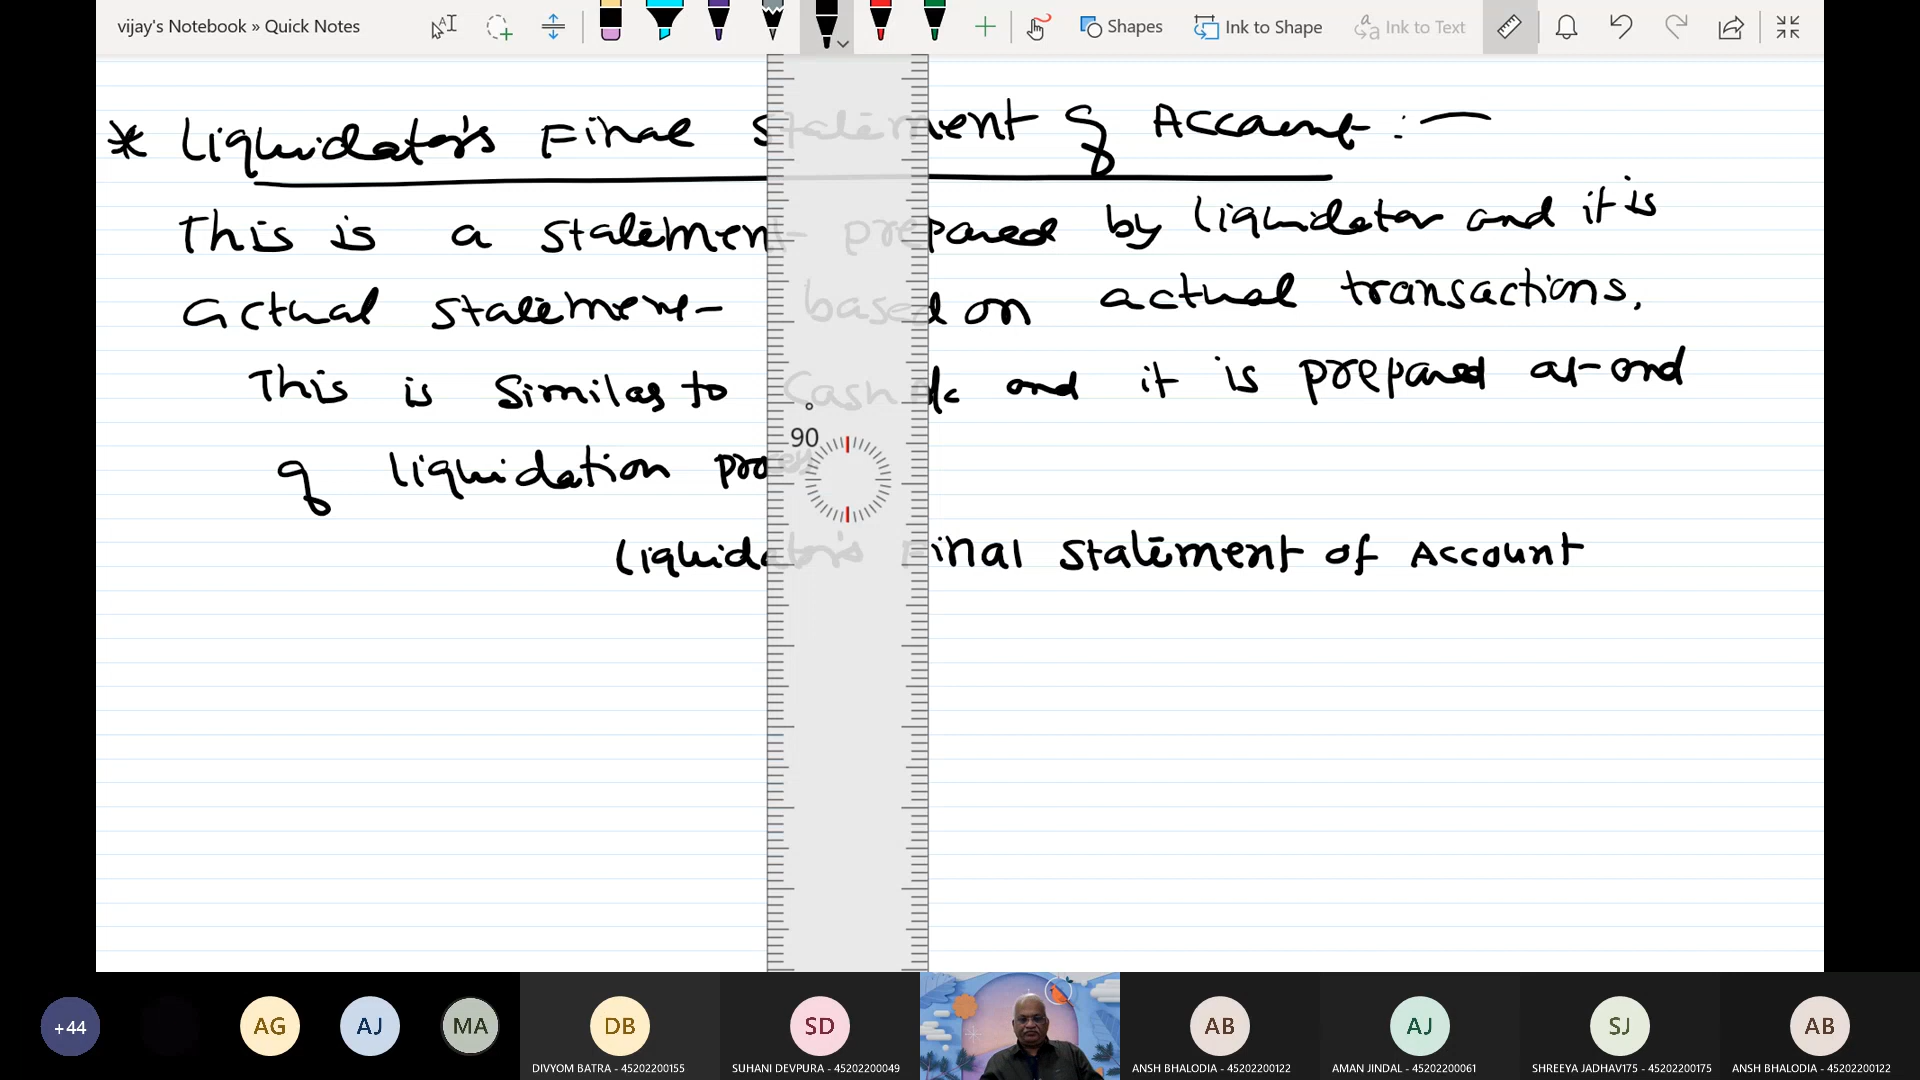 vijay's Notebook » Quick Notes
Shapes
Ink to Shape
Ink to Text
* Liquidator's Final Statement of Account :-
This is a statement prepared by liquidator and it is
actual statement based on actual transactions.
This is similar to Cash A/c and it is prepared at end
of liquidation process
90°
Liquidator's Final Statement of Account
+44
AG
AJ
MA
DB
SD
AB
AJ
SJ
AB
DIVYOM BATRA - 45202200155
SUHANI DEVPURA - 45202200049
ANSH BHALODIA - 45202200122
AMAN JINDAL - 45202200061
SHREEYA JADHAV175 - 45202200175
ANSH BHALODIA - 45202200122